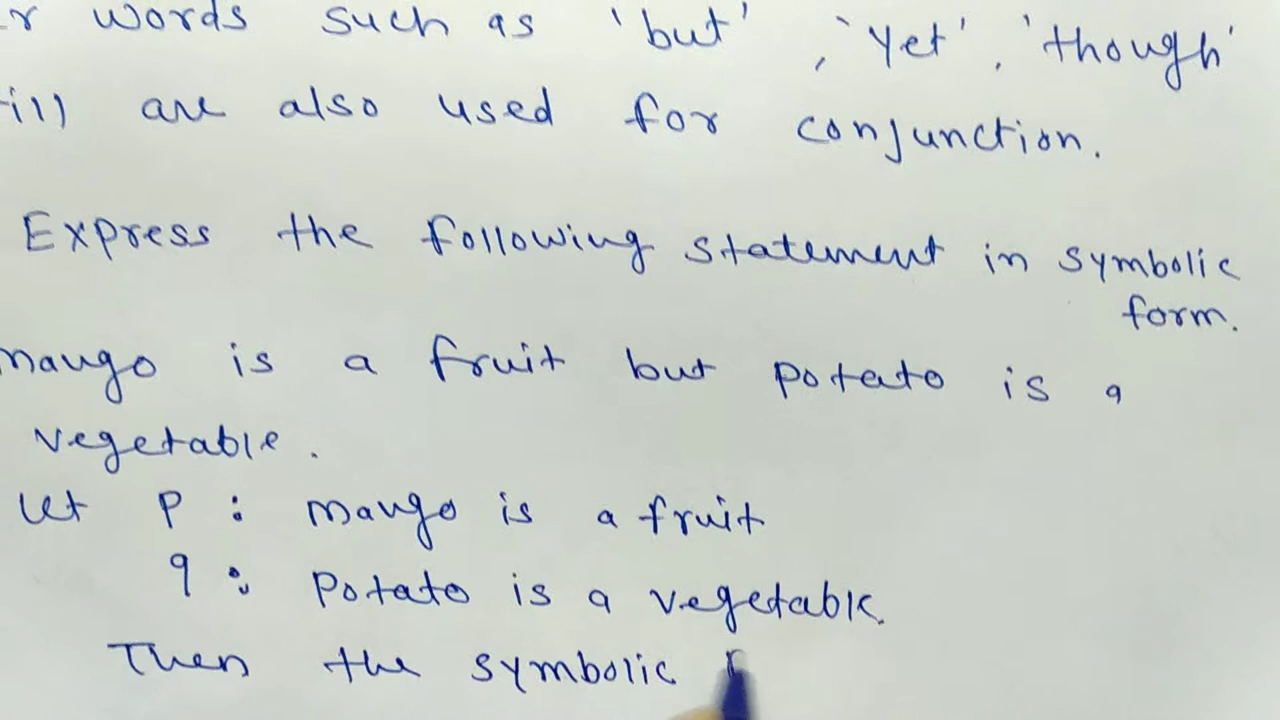 words such as 'but', 'Yet', 'though'
are also used for conjunction.
Express the following statement in symbolic
form.
mango is a fruit but potato is a
vegetable.
Let P : mango is a fruit
q : Potato is a vegetable.
Then the symbolic